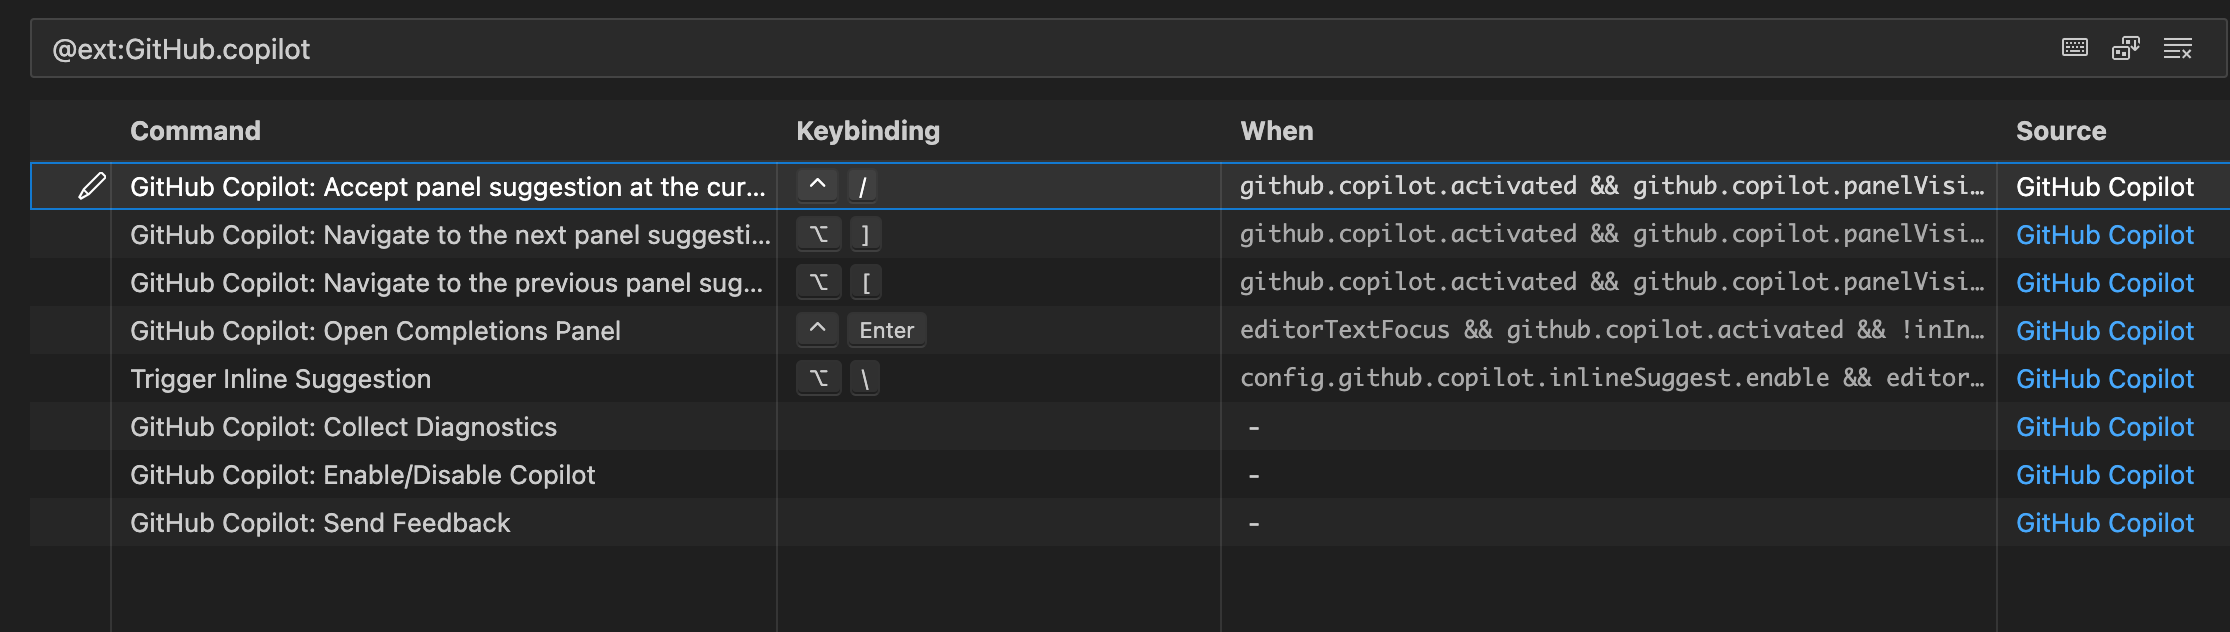 @ext:GitHub.copilot
Command Keybinding When Source
GitHub Copilot: Accept panel suggestion at the cur... ^ / github.copilot.activated && github.copilot.panelVisi… GitHub Copilot
GitHub Copilot: Navigate to the next panel suggesti... ⌥ ] github.copilot.activated && github.copilot.panelVisi… GitHub Copilot
GitHub Copilot: Navigate to the previous panel sug... ⌥ [ github.copilot.activated && github.copilot.panelVisi… GitHub Copilot
GitHub Copilot: Open Completions Panel ^ Enter editorTextFocus && github.copilot.activated && !inIn… GitHub Copilot
Trigger Inline Suggestion ⌥ \ config.github.copilot.inlineSuggest.enable && editor… GitHub Copilot
GitHub Copilot: Collect Diagnostics - GitHub Copilot
GitHub Copilot: Enable/Disable Copilot - GitHub Copilot
GitHub Copilot: Send Feedback - GitHub Copilot